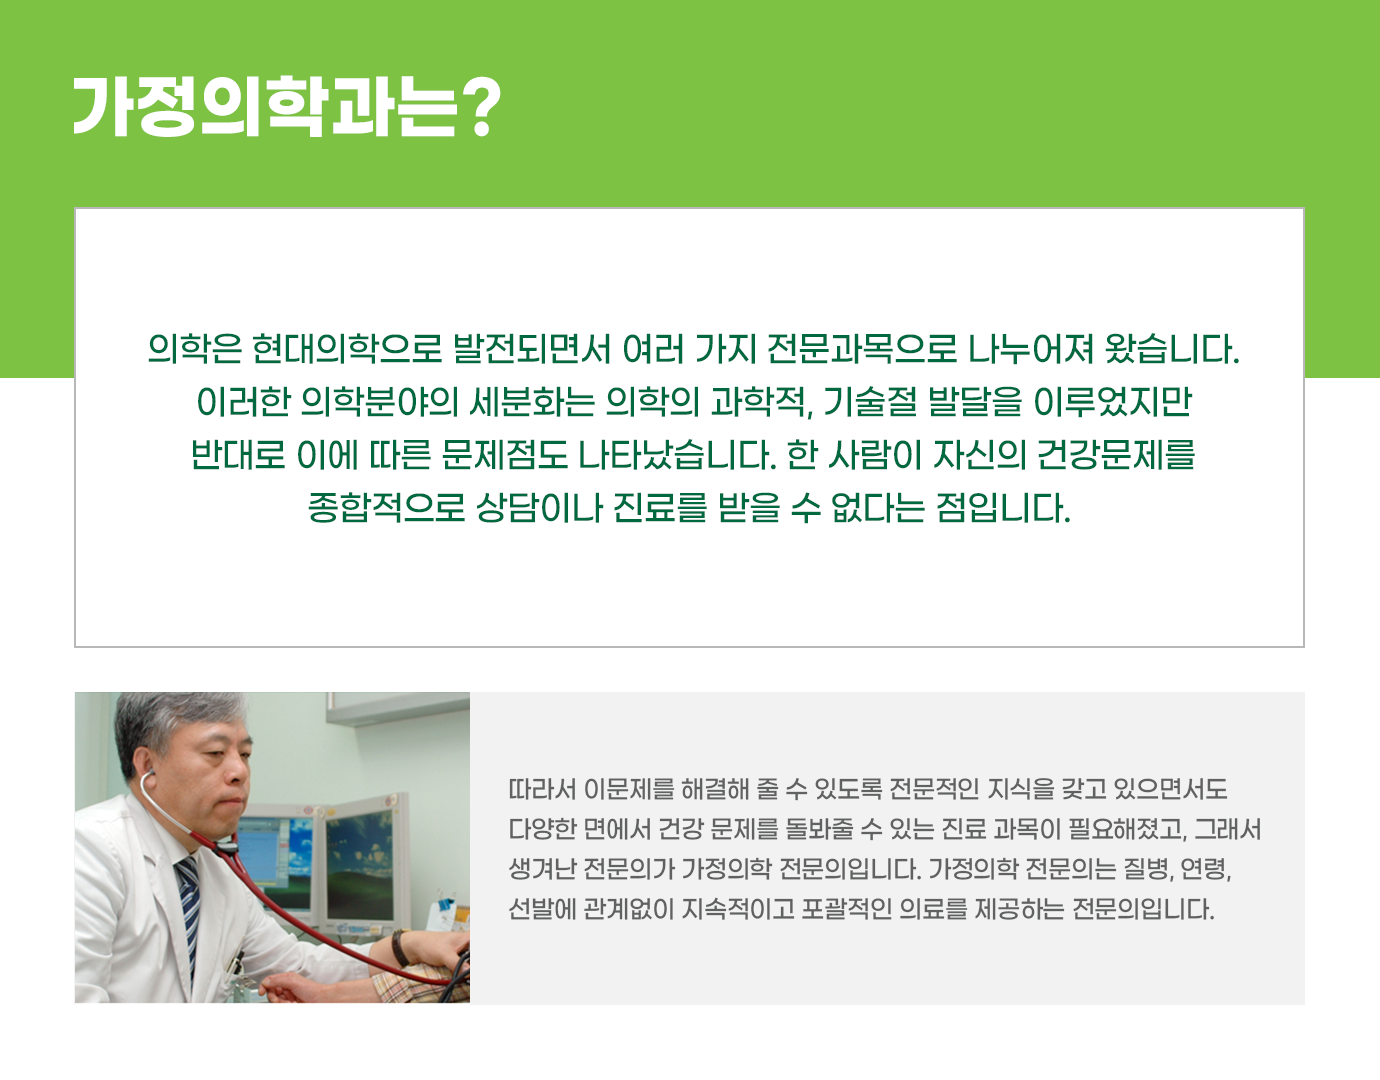 가정의학과는?
의학은 현대의학으로 발전되면서 여러 가지 전문과목으로 나누어져 왔습니다.
이러한 의학분야의 세분화는 의학의 과학적, 기술절 발달을 이루었지만
반대로 이에 따른 문제점도 나타났습니다. 한 사람이 자신의 건강문제를
종합적으로 상담이나 진료를 받을 수 없다는 점입니다.
따라서 이문제를 해결해 줄 수 있도록 전문적인 지식을 갖고 있으면서도
다양한 면에서 건강 문제를 돌봐줄 수 있는 진료 과목이 필요해졌고, 그래서
생겨난 전문의가 가정의학 전문의입니다. 가정의학 전문의는 질병, 연령,
선발에 관계없이 지속적이고 포괄적인 의료를 제공하는 전문의입니다.